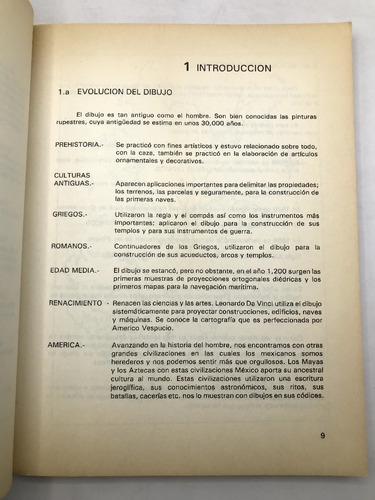 1 INTRODUCCION
1.a EVOLUCION DEL DIBUJO
El dibujo es tan antiguo como el hombre. Son bien conocidas las pinturas
rupestres, cuya antigüedad se estima en unos 30,000 años.
PREHISTORIA.- Se practicó con fines artísticos y estuvo relacionado sobre todo,
con la caza, también se practicó en la elaboración de artículos
ornamentales y decorativos.
CULTURAS
ANTIGUAS.- Aparecen aplicaciones importantes para delimitar las propiedades;
los terrenos, las parcelas y seguramente, para la construcción de
las primeras naves.
GRIEGOS.- Utilizaron la regla y el compás así como los instrumentos más
importantes; aplicaron el dibujo para la construcción de sus
templos y para sus instrumentos de guerra.
ROMANOS.- Continuadores de los Griegos, utilizaron el dibujo para la
construcción de sus acueductos, arcos y templos.
EDAD MEDIA.- El dibujo se estancó, pero no obstante, en el año 1,200 surgen las
primeras muestras de proyecciones ortogonales diédricas y los
primeros mapas para la navegación marítima.
RENACIMIENTO - Renacen las ciencias y las artes. Leonardo Da Vinci utiliza el dibujo
sistemáticamente para proyectar construcciones, edificios, naves
y máquinas. Se conoce la cartografía que es perfeccionada por
Americo Vespucio.
AMERICA.- Avanzando en la historia del hombre, nos encontramos con otras
grandes civilizaciones en las cuales los mexicanos somos
herederos y nos podemos sentir más que orgullosos. Los Mayas
y los Aztecas con estas civilizaciones México aporta su ancestral
cultura al mundo. Estas civilizaciones utilizaron una escritura
jeroglífica, sus conocimientos astronómicos, sus ritos, sus
batallas, cacerías etc. nos lo muestran con dibujos en sus códices.
9